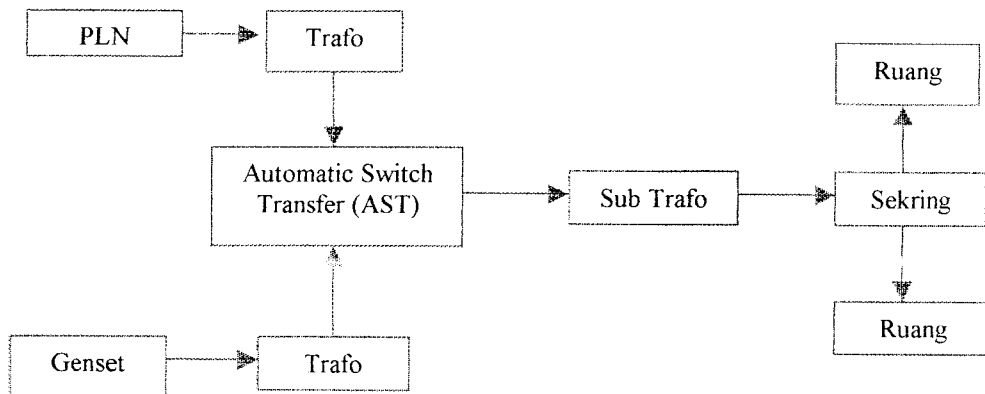 PLN
Trafo
Ruang
Automatic Switch
Transfer (AST)
Sub Trafo
Sekring
Ruang
Genset
Trafo